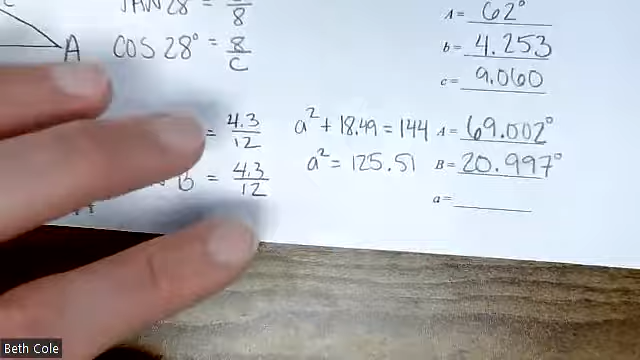 TAN 28° = /8
A = 62°
A COS 28° = 8/C
b = 4.253
c = 9.060
= 4.3/12
a² + 18.49 = 144
A = 69.002°
B = 4.3/12
a² = 125.51
B = 20.997°
a =
Beth Cole